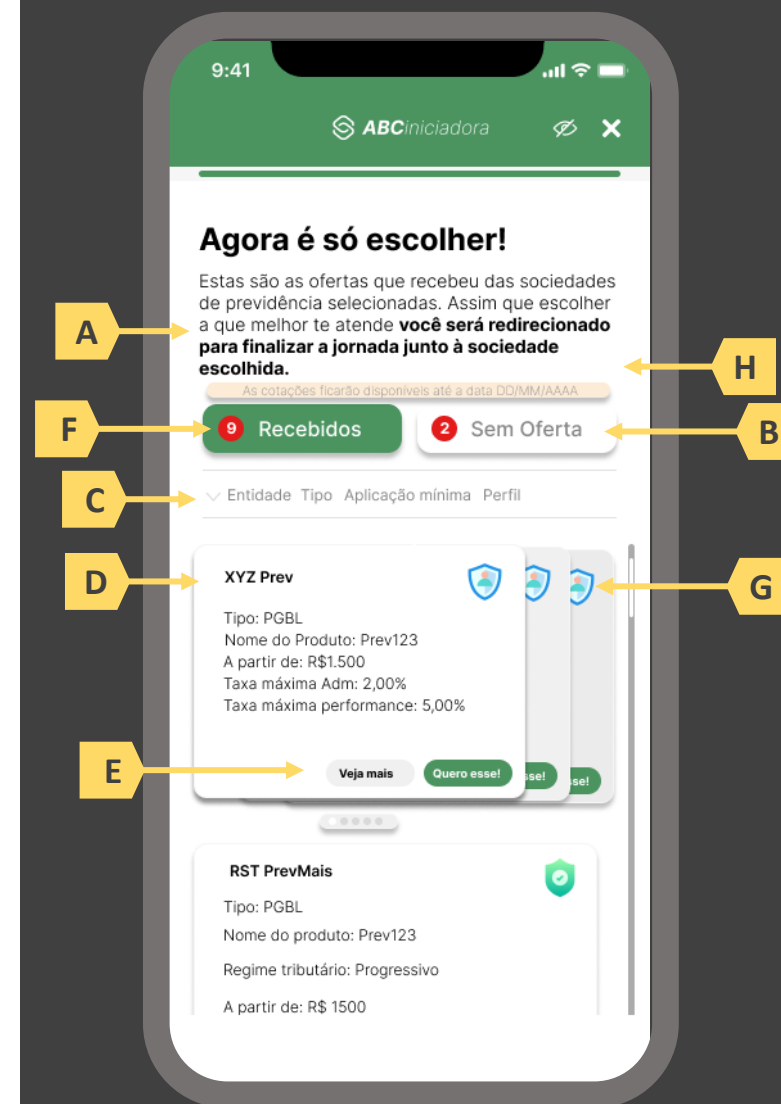 9:41
ABCiniciadora
Agora é só escolher!
Estas são as ofertas que recebeu das sociedades
de previdência selecionadas. Assim que escolher
a que melhor te atende você será redirecionado
para finalizar a jornada junto à sociedade
escolhida.
As cotações ficarão disponíveis até a data DD/MM/AAAA
9 Recebidos
2 Sem Oferta
Entidade Tipo Aplicação mínima Perfil
XYZ Prev
Tipo: PGBL
Nome do Produto: Prev123
A partir de: R$1.500
Taxa máxima Adm: 2,00%
Taxa máxima performance: 5,00%
Veja mais
Quero esse!
sse!
se!
RST PrevMais
Tipo: PGBL
Nome do produto: Prev123
Regime tributário: Progressivo
A partir de: R$ 1500
A
H
F
B
C
D
G
E